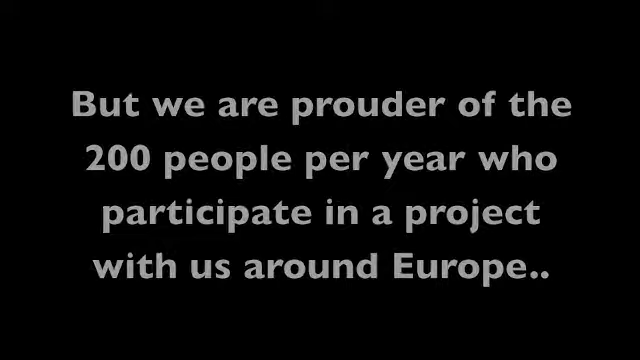 But we are prouder of the
200 people per year who
participate in a project
with us around Europe..